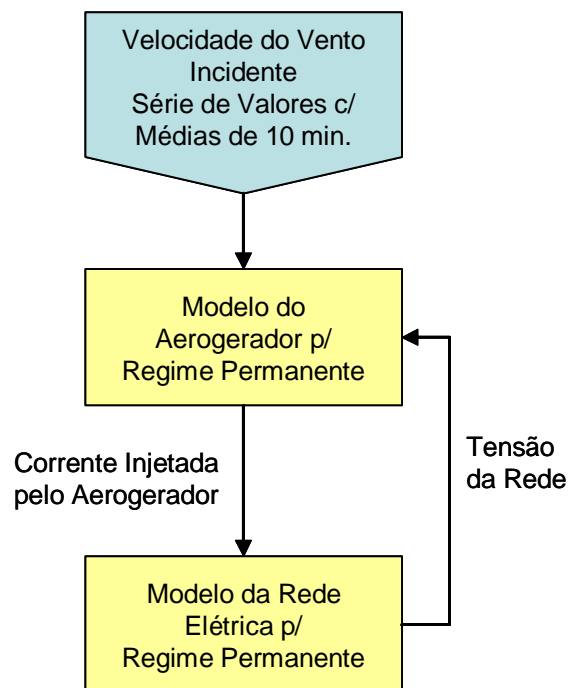 Velocidade do Vento
Incidente
Série de Valores c/
Médias de 10 min.
Modelo do
Aerogerador p/
Regime Permanente
Corrente Injetada
pelo Aerogerador
Tensão
da Rede
Modelo da Rede
Elétrica p/
Regime Permanente